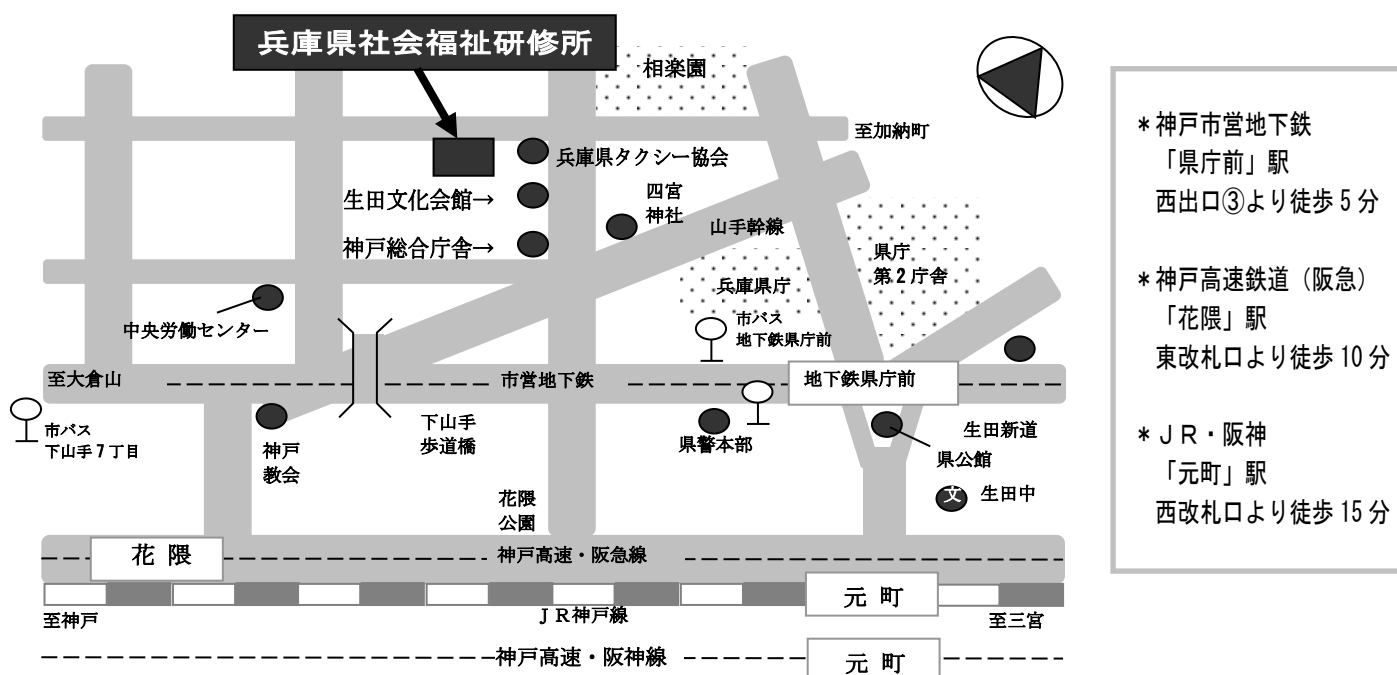 兵庫県社会福祉研修所
相楽園
至加納町
兵庫県タクシー協会
生田文化会館→
四宮
神社
山手幹線
神戸総合庁舎→
県庁
第2庁舎
兵庫県庁
中央労働センター
市バス
地下鉄県庁前
至大倉山
市営地下鉄
地下鉄県庁前
市バス
下山手7丁目
神戸
教会
下山手
歩道橋
県警本部
生田新道
県公館
文
生田中
花隈
公園
花隈
神戸高速・阪急線
元町
至神戸
JR神戸線
至三宮
神戸高速・阪神線
元町
*神戸市営地下鉄
「県庁前」駅
西出口③より徒歩5分
*神戸高速鉄道（阪急）
「花隈」駅
東改札口より徒歩10分
*JR・阪神
「元町」駅
西改札口より徒歩15分